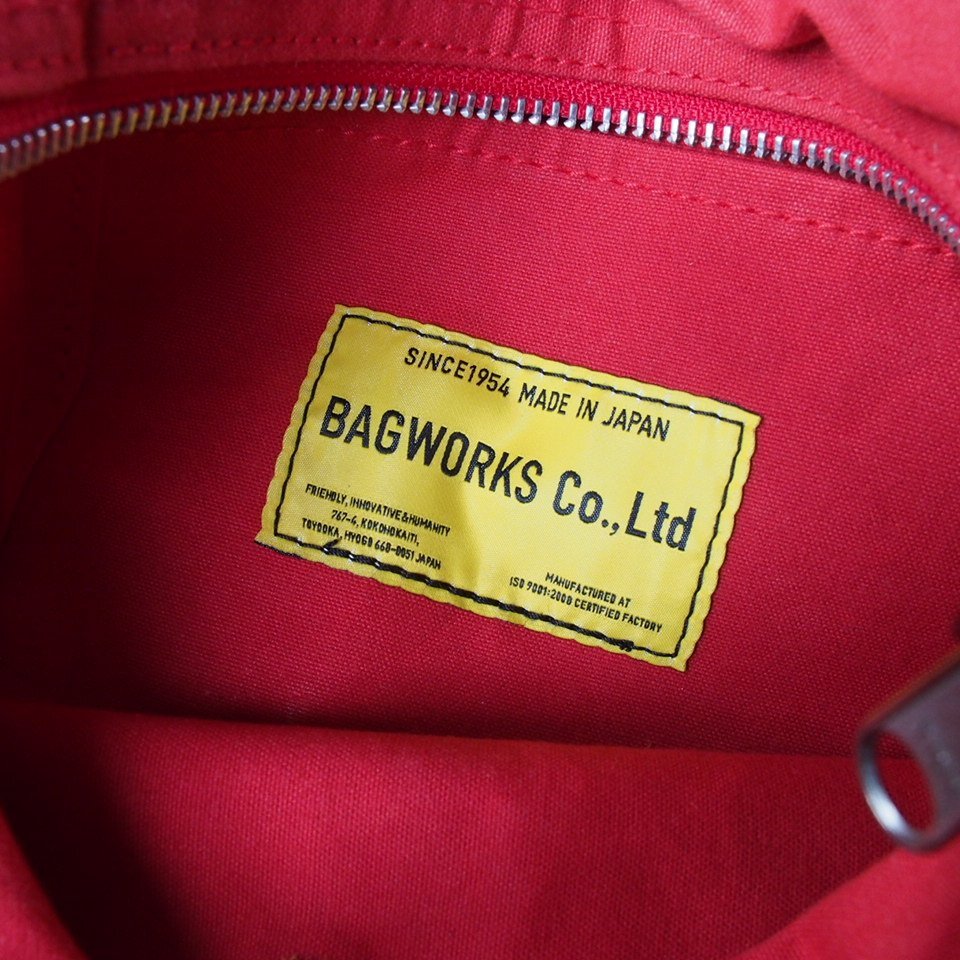 SINCE1954 MADE IN JAPAN
BAGWORKS Co.,Ltd
FRIENDLY, INNOVATIVE&HUMANITY
767-4, KOKONOKAITI,
TOYOOKA, HYOGO 668-0051 JAPAN
MANUFACTURED AT
ISO 9001:2008 CERTIFIED FACTORY